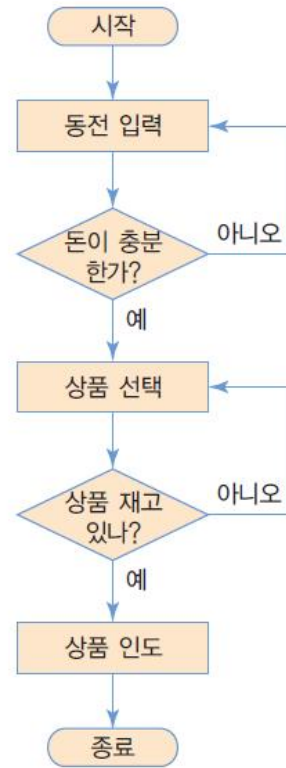 시작
동전 입력
돈이 충분
한가?
아니오
예
상품 선택
상품 재고
있나?
아니오
예
상품 인도
종료